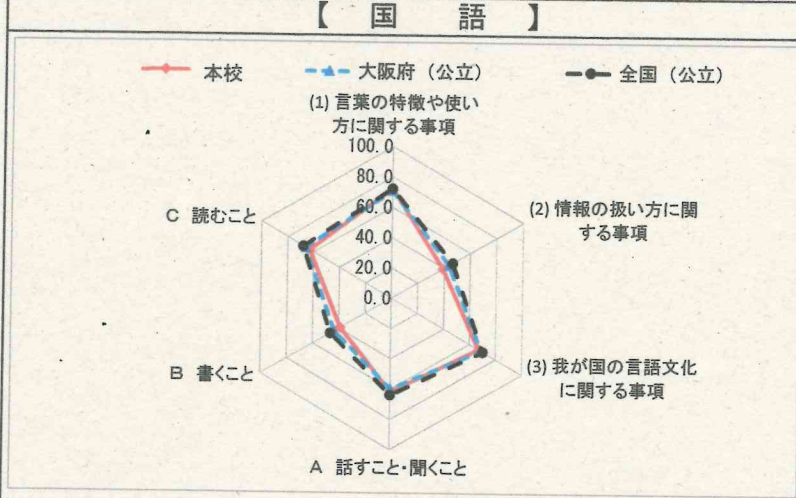 【 国 語 】
本校 大阪府（公立） 全国（公立）
(1) 言葉の特徴や使い
方に関する事項
100.0
80.0
60.0
40.0
20.0
0.0
(2) 情報の扱い方に関
する事項
(3) 我が国の言語文化
に関する事項
A 話すこと・聞くこと
B 書くこと
C 読むこと